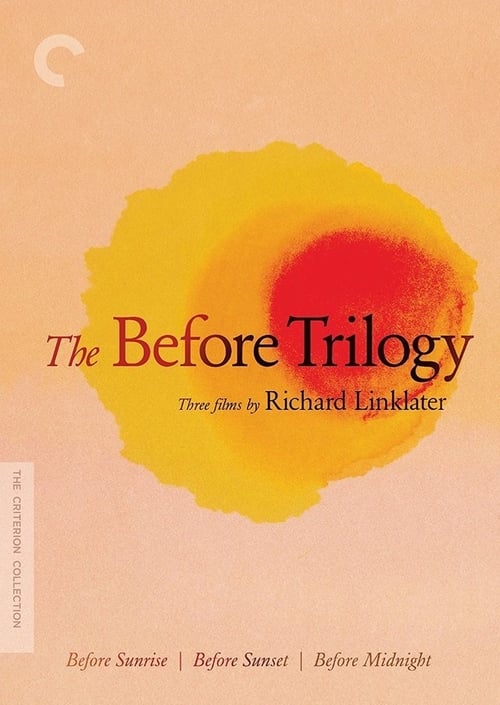 The Before Trilogy
Three films by Richard Linklater
THE CRITERION COLLECTION
Before Sunrise | Before Sunset | Before Midnight